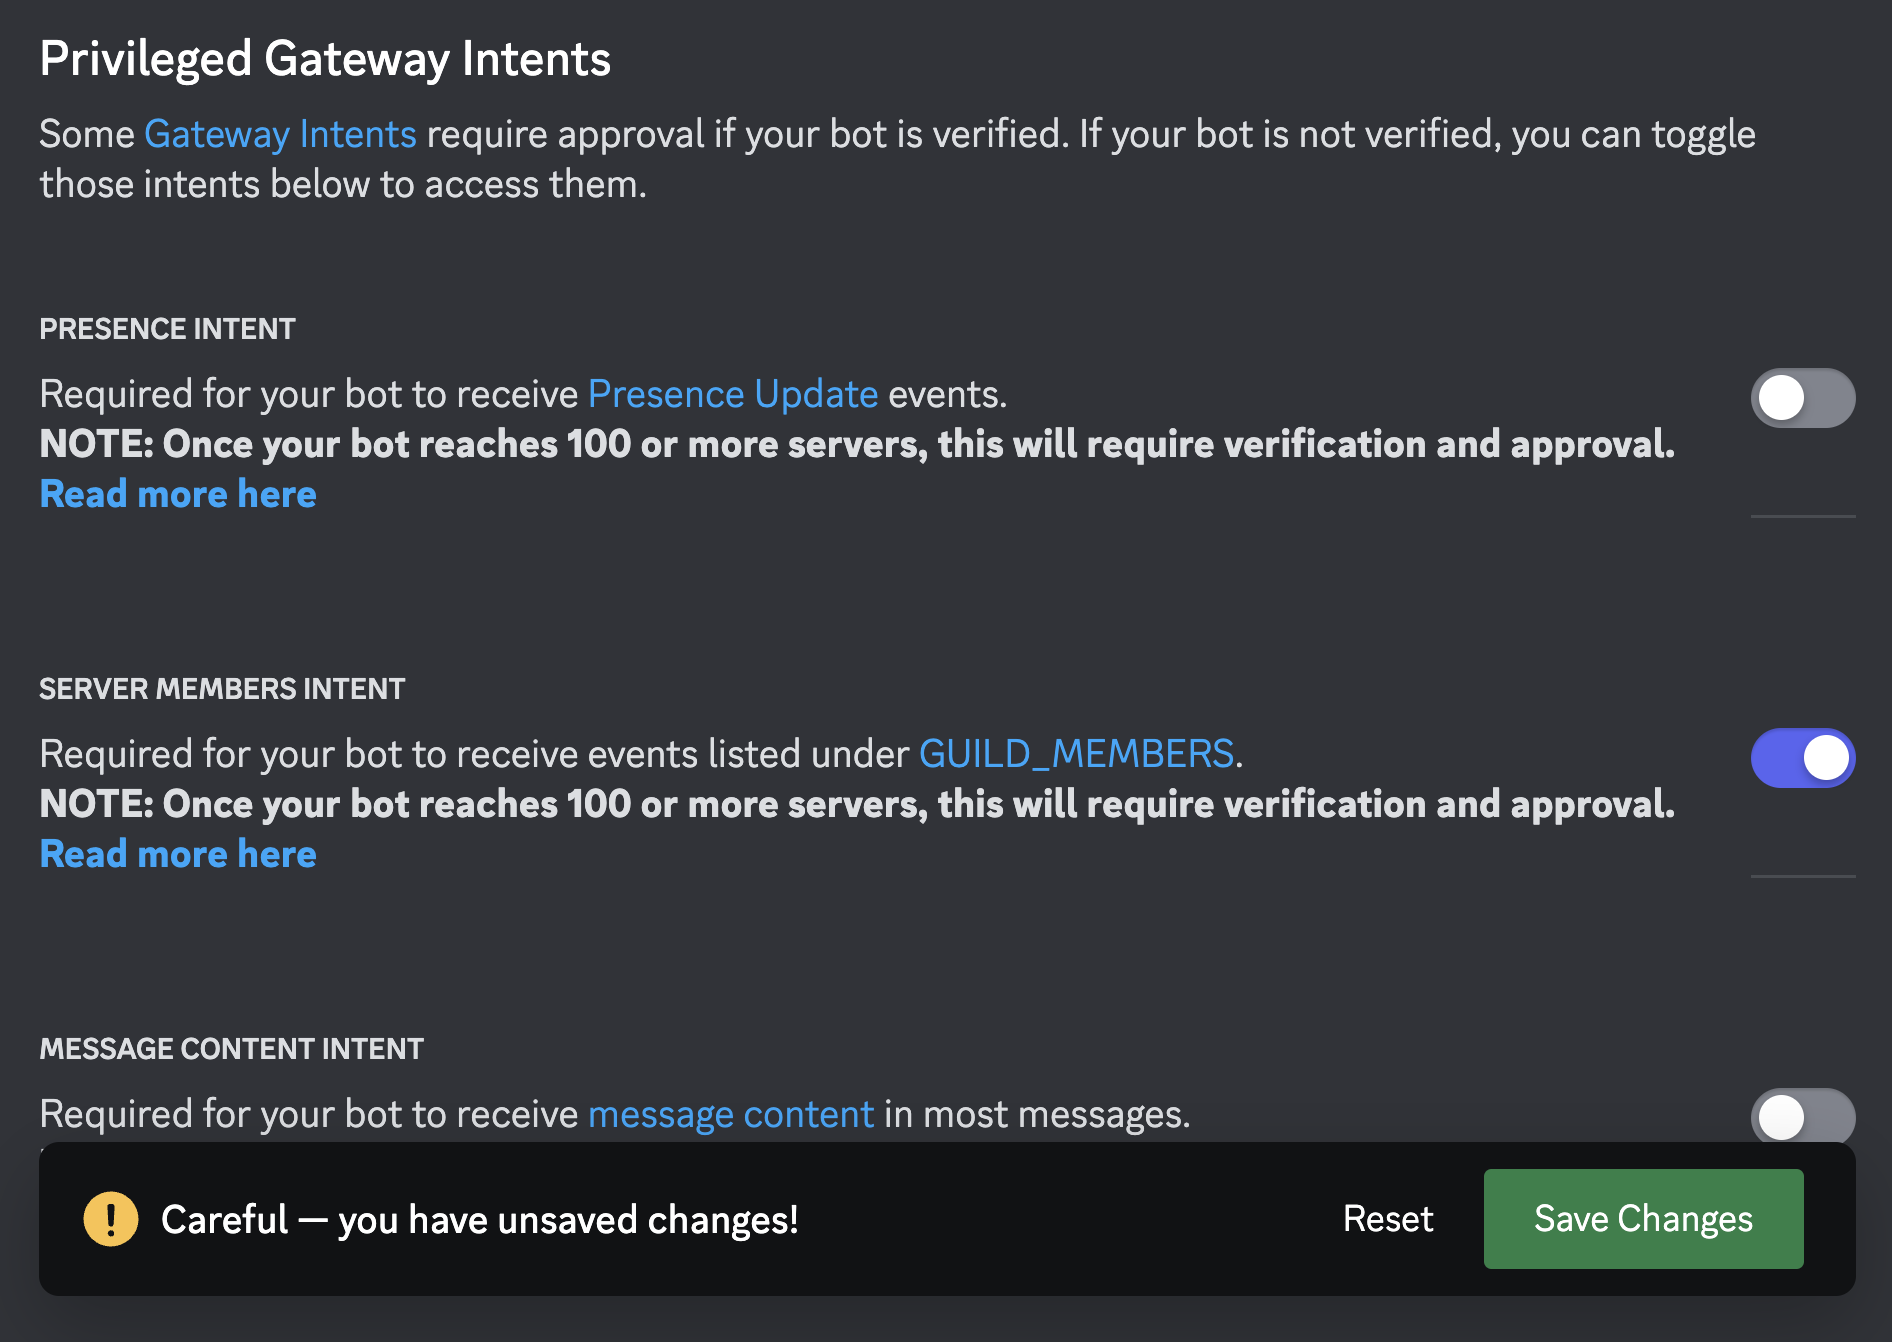 Privileged Gateway Intents
Some Gateway Intents require approval if your bot is verified. If your bot is not verified, you can toggle
those intents below to access them.
PRESENCE INTENT
Required for your bot to receive Presence Update events.
NOTE: Once your bot reaches 100 or more servers, this will require verification and approval.
Read more here
SERVER MEMBERS INTENT
Required for your bot to receive events listed under GUILD_MEMBERS.
NOTE: Once your bot reaches 100 or more servers, this will require verification and approval.
Read more here
MESSAGE CONTENT INTENT
Required for your bot to receive message content in most messages.
Careful — you have unsaved changes!
Reset
Save Changes